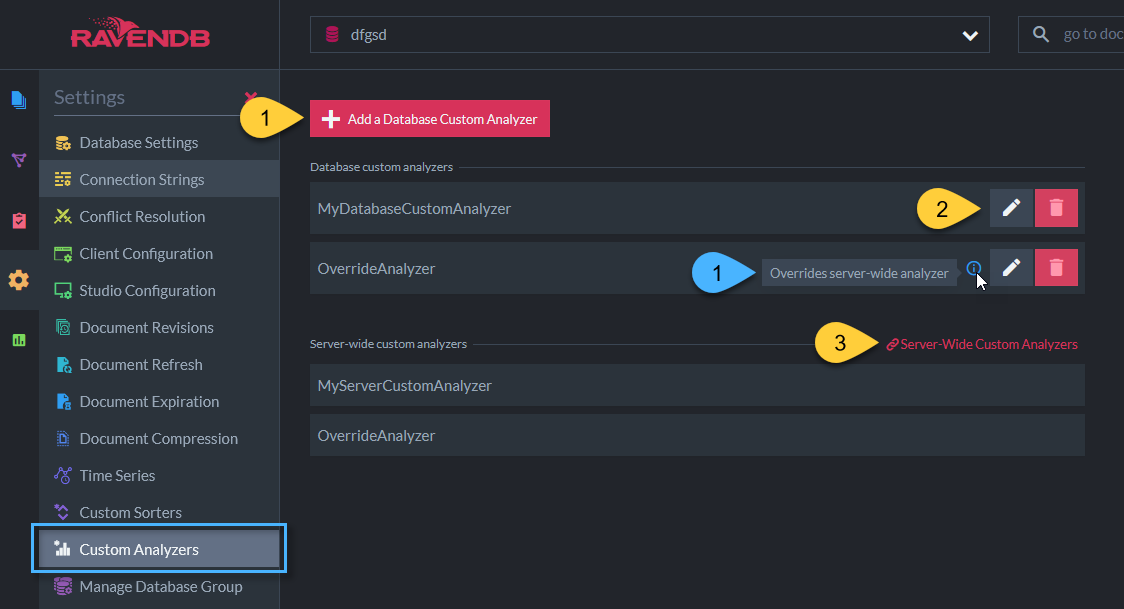 RAVENDB
dfgsd
go to doc
Settings
1
Add a Database Custom Analyzer
Database Settings
Connection Strings
Conflict Resolution
Client Configuration
Studio Configuration
Document Revisions
Document Refresh
Document Expiration
Document Compression
Time Series
Custom Sorters
Custom Analyzers
Manage Database Group
Database custom analyzers
MyDatabaseCustomAnalyzer
2
OverrideAnalyzer
1
Overrides server-wide analyzer
Server-wide custom analyzers
3
Server-Wide Custom Analyzers
MyServerCustomAnalyzer
OverrideAnalyzer